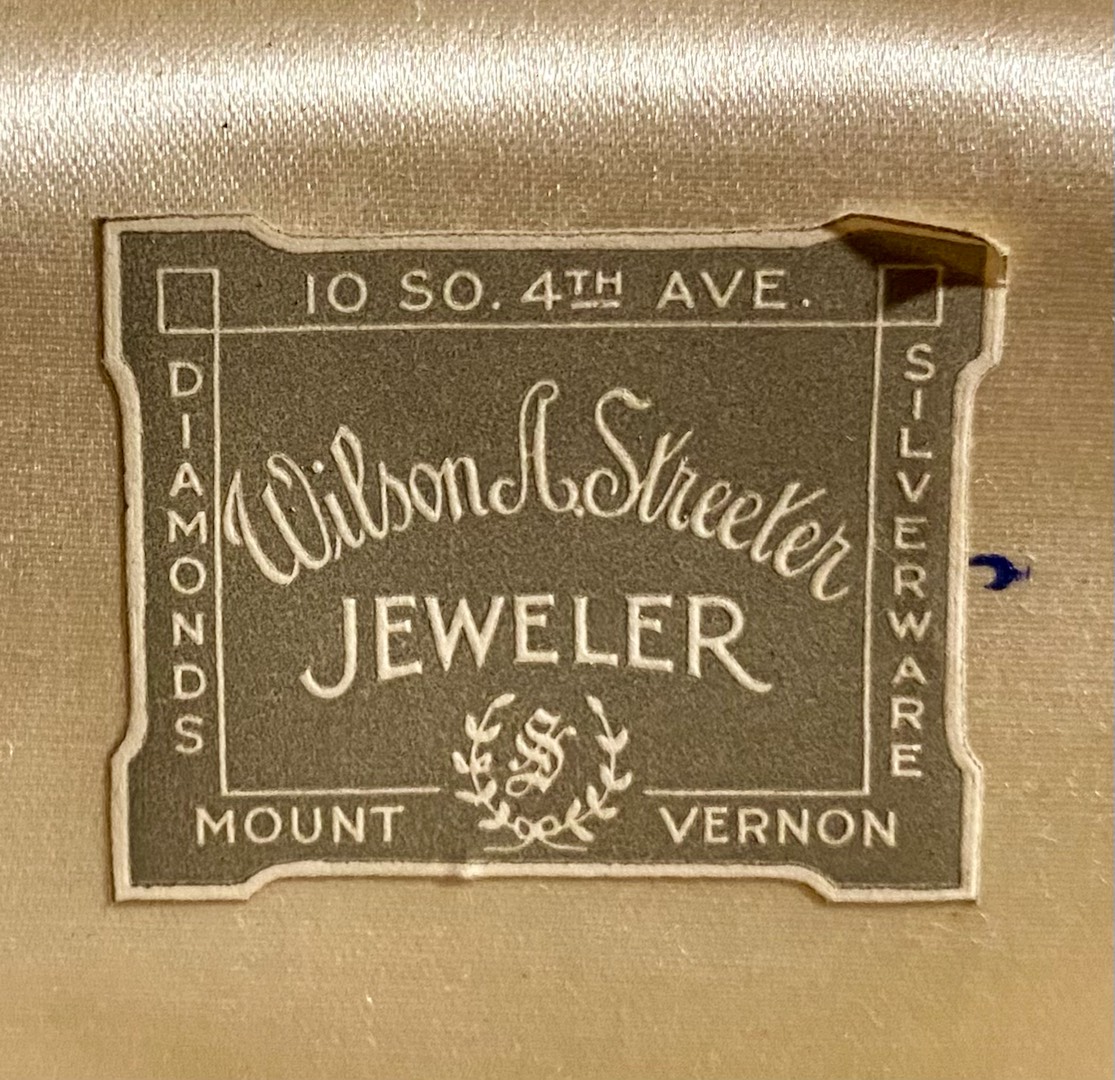 10 SO. 4TH AVE.
DIAMONDS
Wilson A. Streeter
JEWELER
S
SILVERWARE
MOUNT VERNON